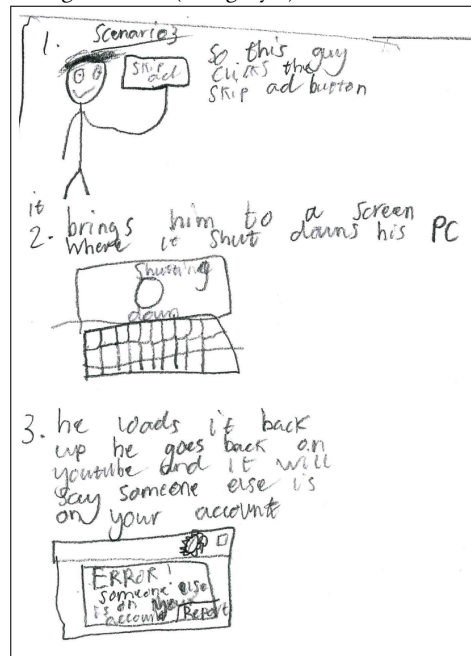 1. Scenario 3
so this guy
clicks the
skip ad button
skip
ad
it
2. brings him to a screen
where it shut downs his PC
Shutting
down
3. he loads it back
up he goes back on
youtube and it will
say someone else is
on your account
ERROR!
someone else
is on your
account
Report